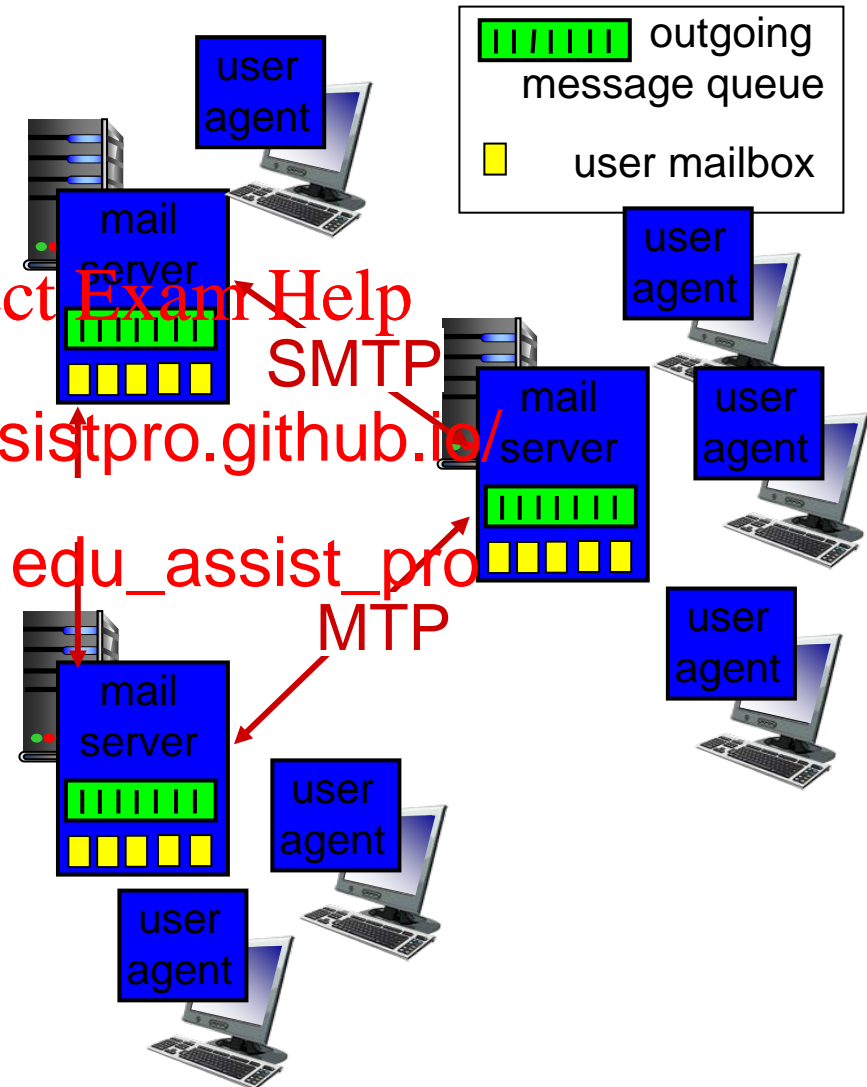 outgoing
message queue
user mailbox
user
agent
mail
server
ct Exam Help
SMTP
user
agent
mail
server
user
agent
sistpro.github.io/
edu_assist_pro
MTP
user
agent
mail
server
user
agent
user
agent